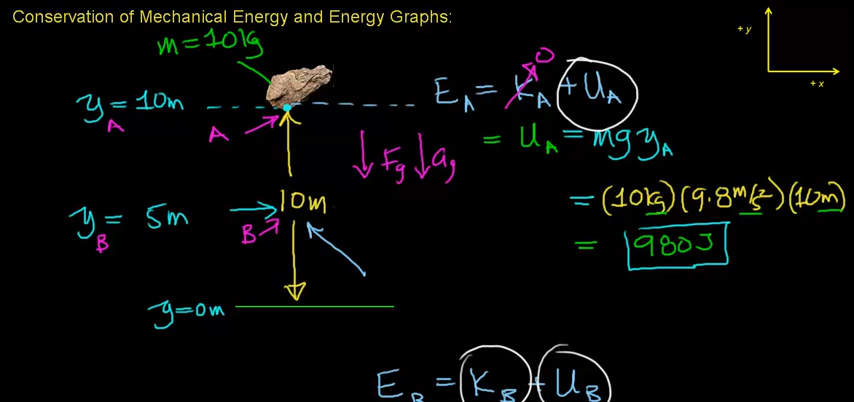 Conservation of Mechanical Energy and Energy Graphs:
m = 10kg
+ y
+ x
y_A = 10m
A
E_A = K_A + U_A
0
= U_A = mgy_A
F_g a_g
= (10kg)(9.8m/s²)(10m)
y_B = 5m
10m
B
= 980J
y=0m
E_B = K_B + U_B